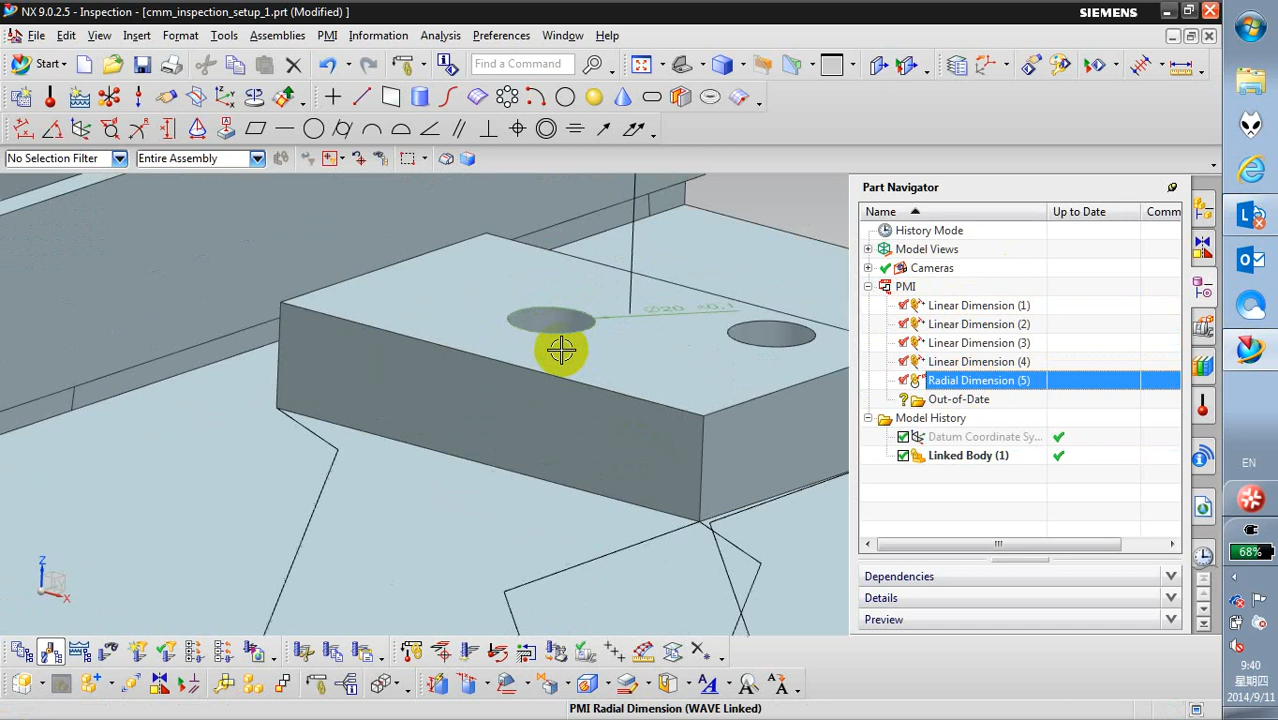 NX 9.0.2.5 - Inspection - [cmm_inspection_setup_1.prt (Modified) ]
SIEMENS
File Edit View Insert Format Tools Assemblies PMI Information Analysis Preferences Window Help
Start
Find a Command
No Selection Filter
Entire Assembly
Part Navigator
Name
Up to Date
Comm
History Mode
Model Views
Cameras
PMI
Linear Dimension (1)
Linear Dimension (2)
Linear Dimension (3)
Linear Dimension (4)
Radial Dimension (5)
Out-of-Date
Model History
Datum Coordinate Sy...
Linked Body (1)
Dependencies
Details
Preview
Z
X
PMI Radial Dimension (WAVE Linked)
EN
68%
9:40
星期四
2014/9/11